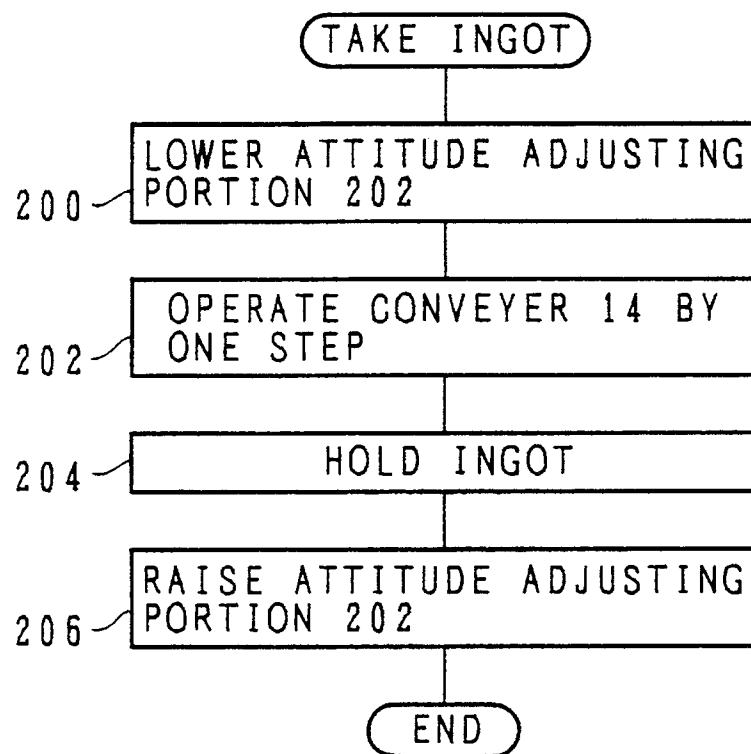 TAKE INGOT
LOWER ATTITUDE ADJUSTING
PORTION 202
200
OPERATE CONVEYER 14 BY
ONE STEP
202
HOLD INGOT
204
RAISE ATTITUDE ADJUSTING
PORTION 202
206
END